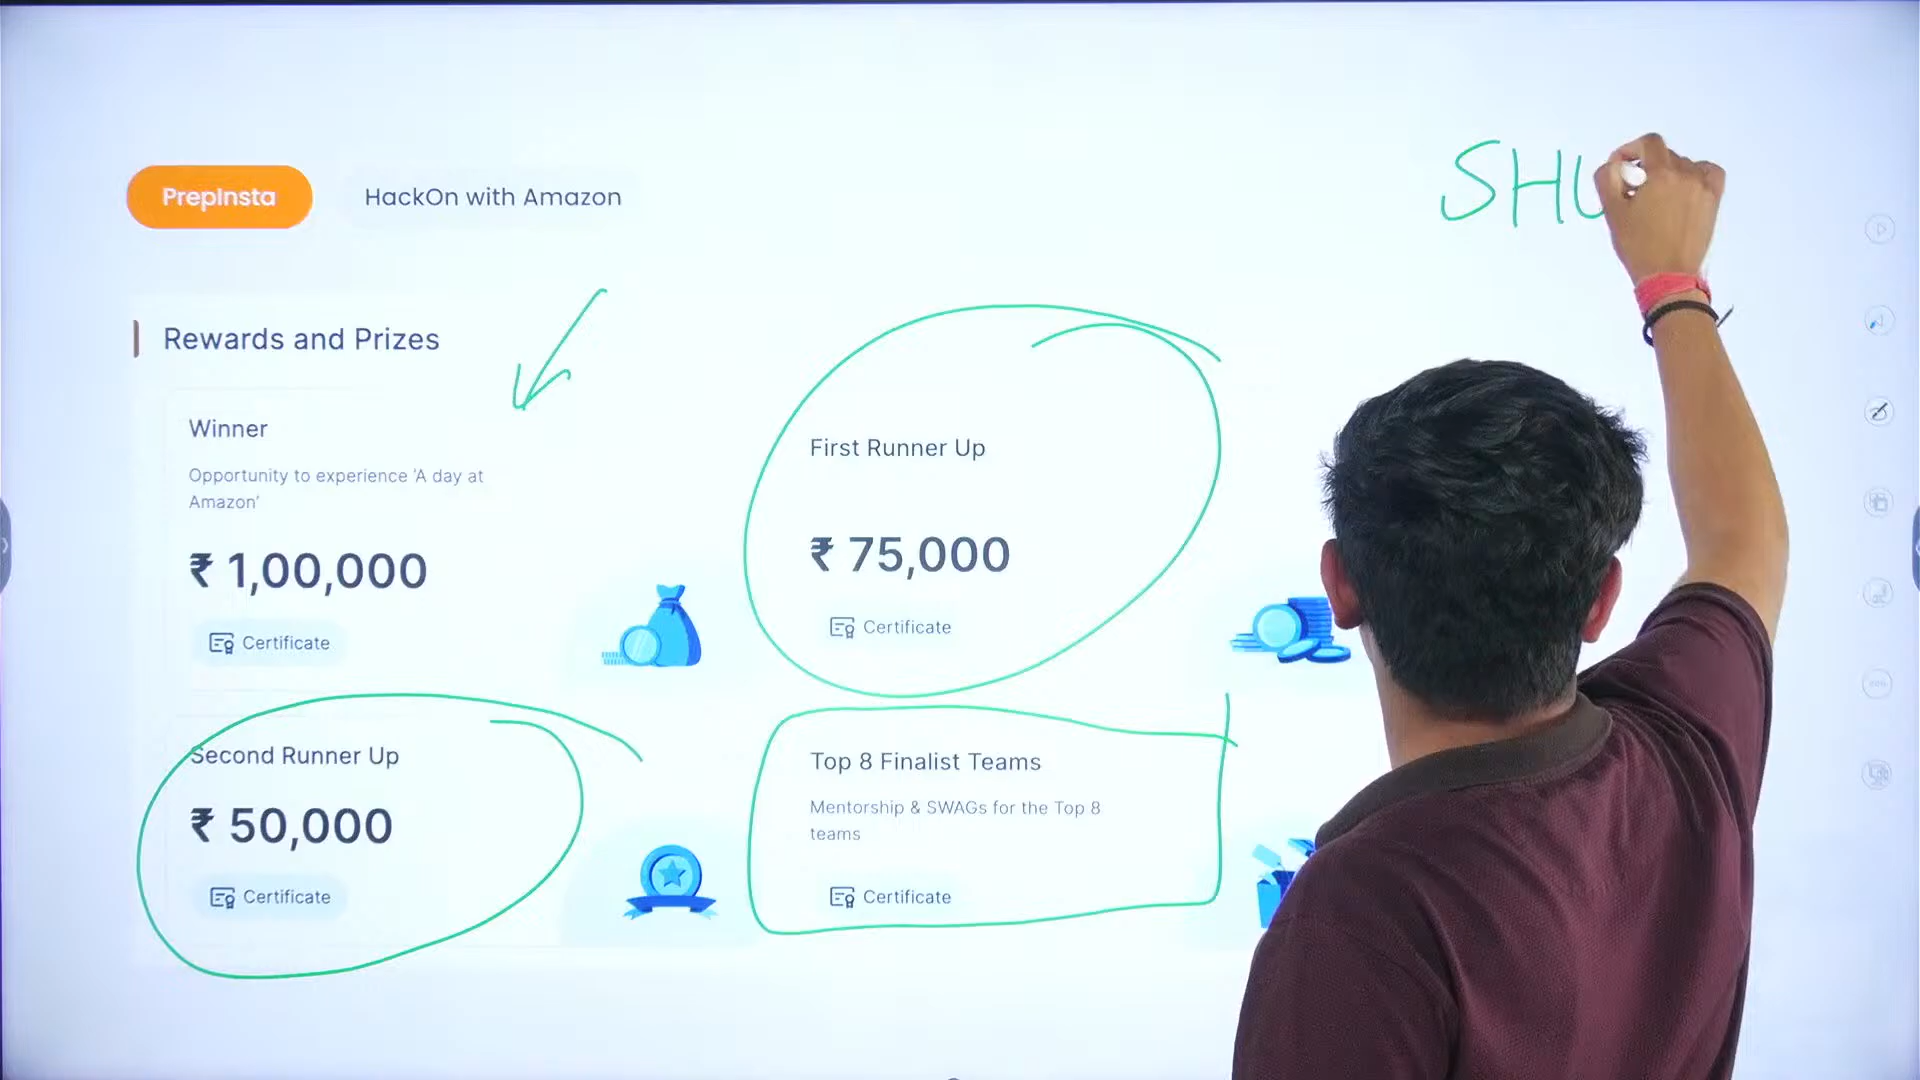 PrepInsta
HackOn with Amazon
SHU
Rewards and Prizes
Winner
Opportunity to experience 'A day at
Amazon'
₹ 1,00,000
Certificate
First Runner Up
₹ 75,000
Certificate
Second Runner Up
₹ 50,000
Certificate
Top 8 Finalist Teams
Mentorship & SWAGs for the Top 8
teams
Certificate